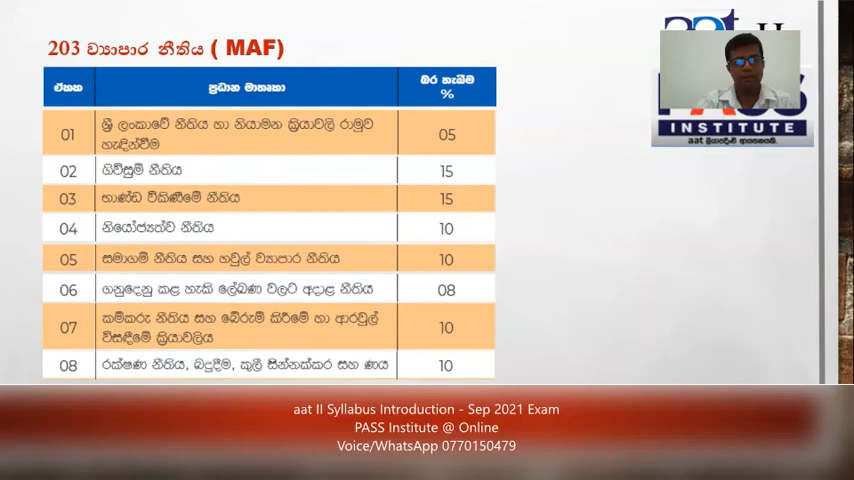 203 ව්‍යාපාර නීතිය ( MAF)
ඒකක ප්‍රධාන මාතෘකා බර තැබීම %
01 ශ්‍රී ලංකාවේ නීතිය හා නියාමන ක්‍රියාවලි රාමුව
හැඳින්වීම 05
02 ගිවිසුම් නීතිය 15
03 භාණ්ඩ විකිණීමේ නීතිය 15
04 නියෝජ්‍යත්ව නීතිය 10
05 සමාගම් නීතිය සහ හවුල් ව්‍යාපාර නීතිය 10
06 ගනුදෙනු කළ හැකි ලේඛණ වලට අදාළ නීතිය 08
07 කම්කරු නීතිය සහ බේරුම් කිරීමේ හා ආරවුල්
විසඳීමේ ක්‍රියාවලිය 10
08 රක්ෂණ නීතිය, බදුදීම, කුලී සින්නක්කර සහ ණය 10
INSTITUTE
aat II Syllabus Introduction - Sep 2021 Exam
PASS Institute @ Online
Voice/WhatsApp 0770150479